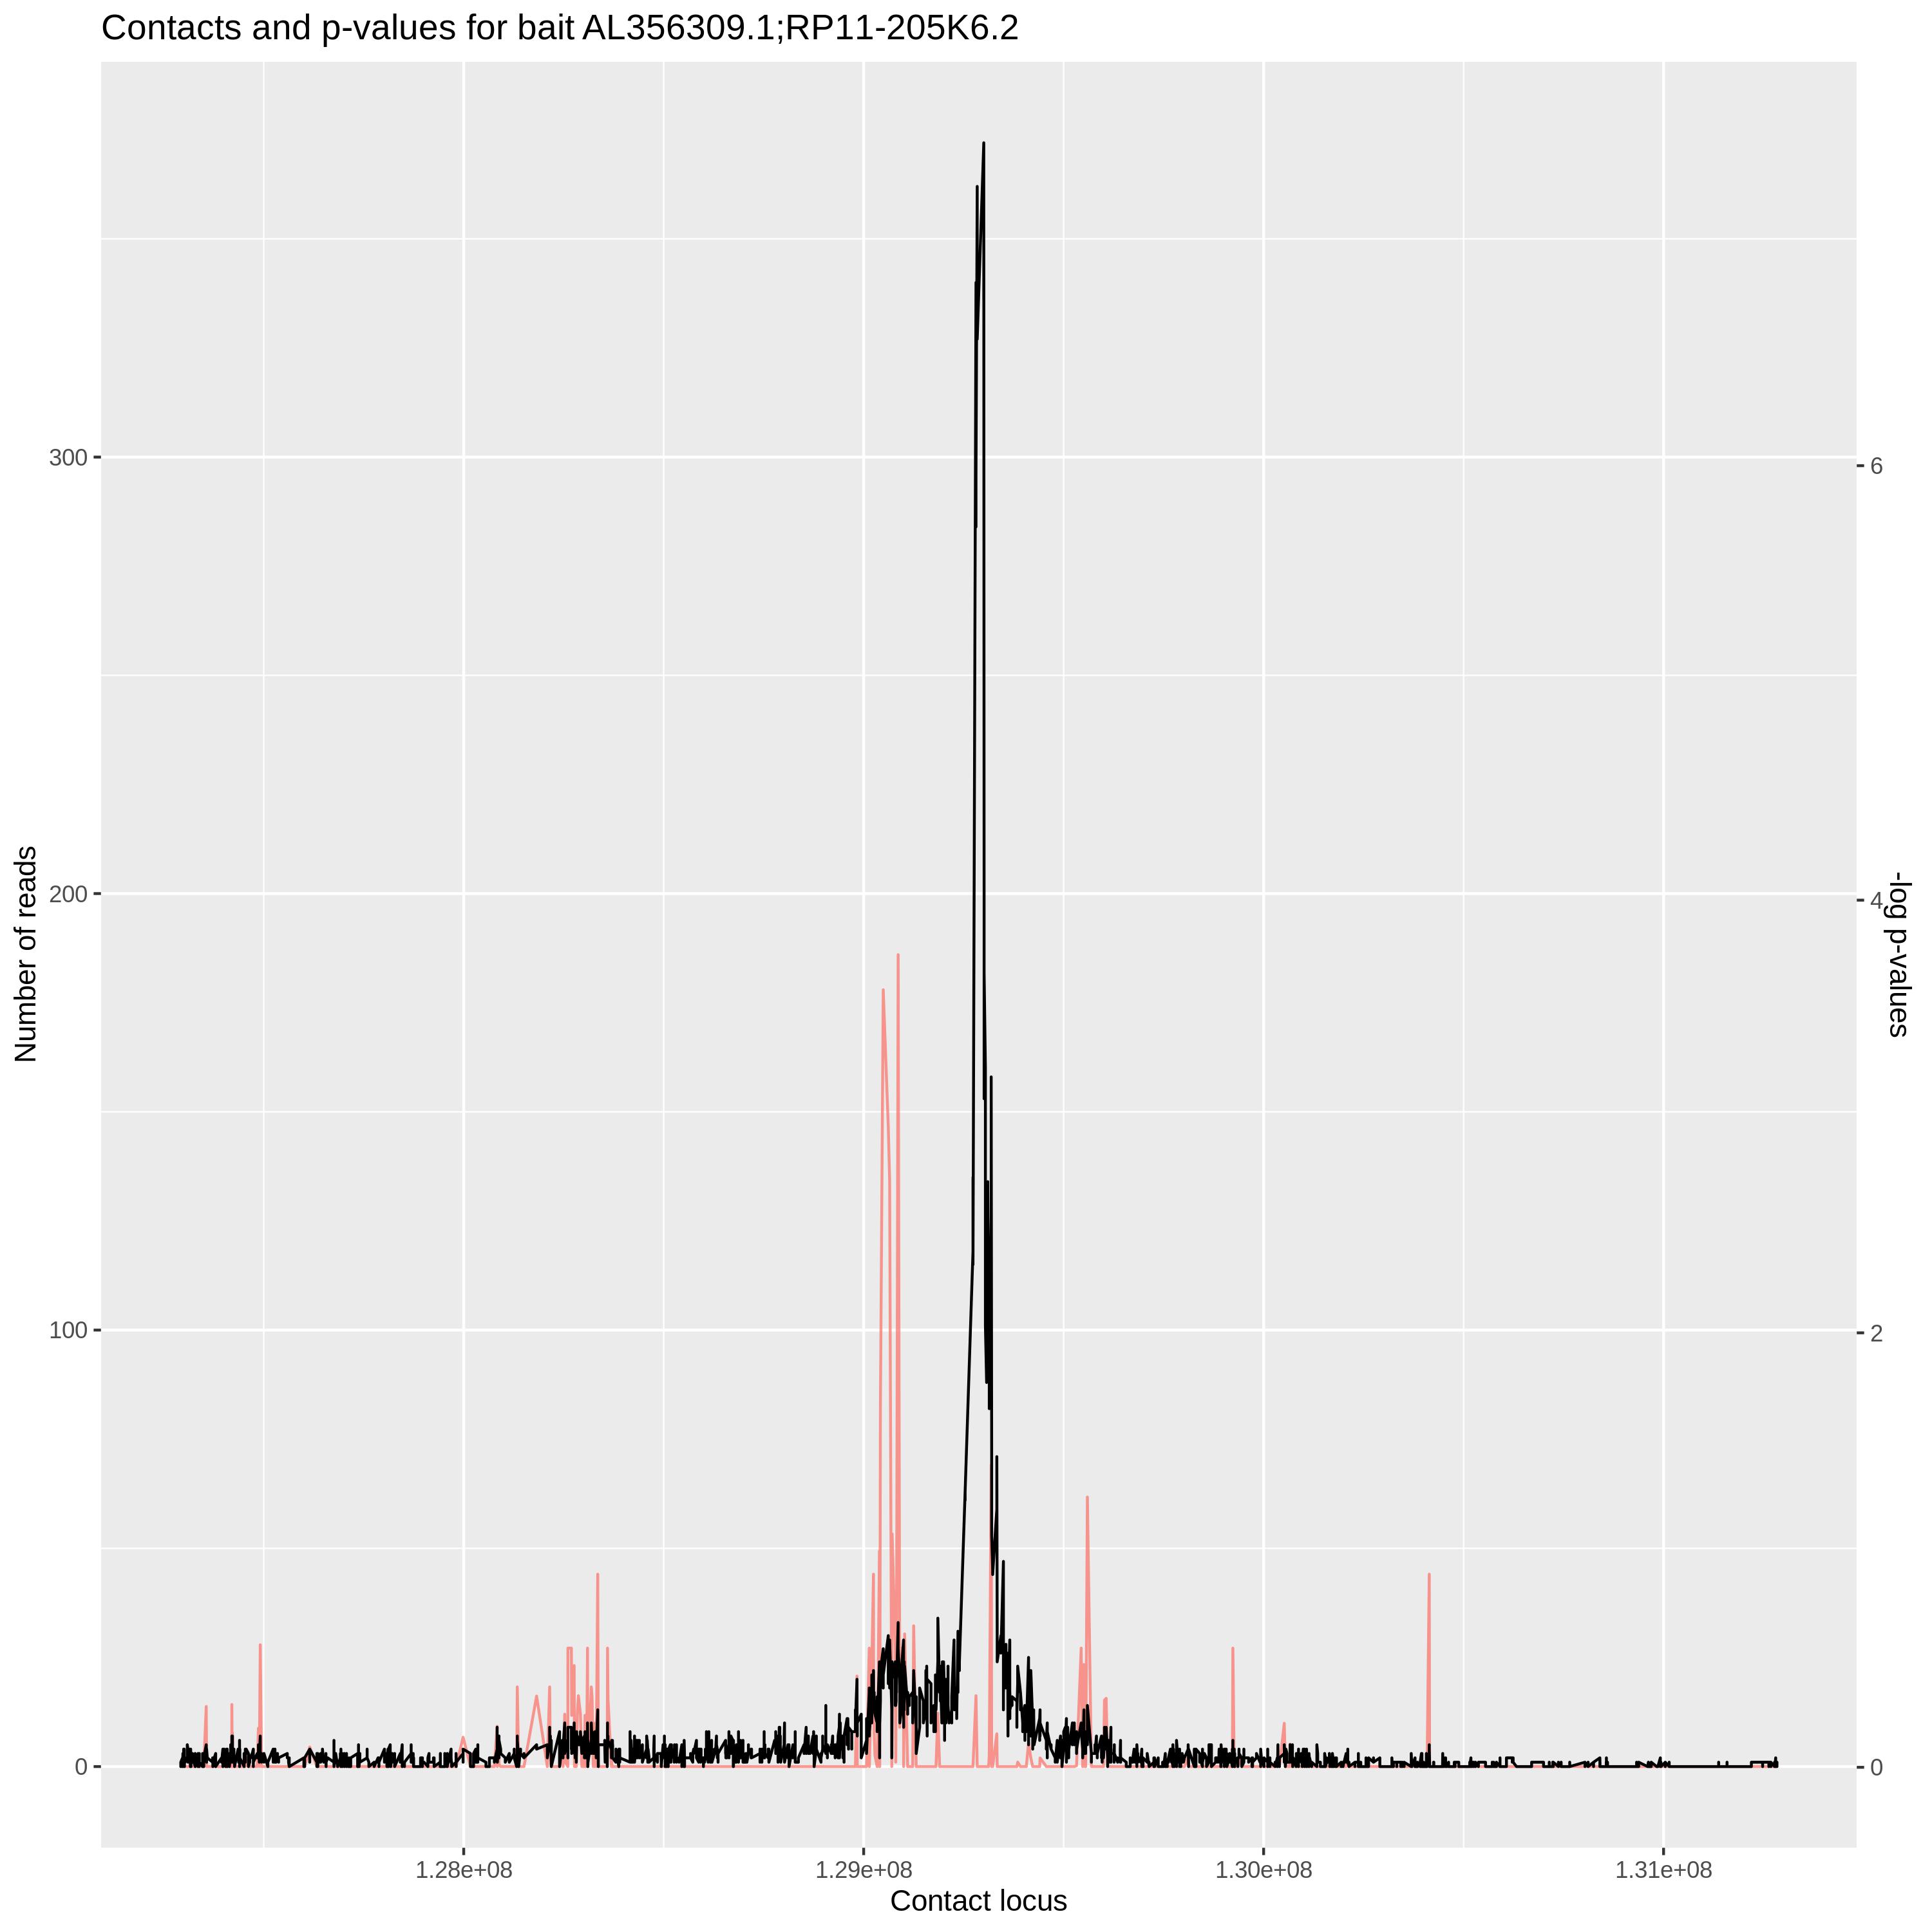 Contacts and p-values for bait AL356309.1;RP11-205K6.2
Number of reads
300
200
100
0
6
4
2
0
-log p-values
1.28e+08
1.29e+08
1.30e+08
1.31e+08
Contact locus